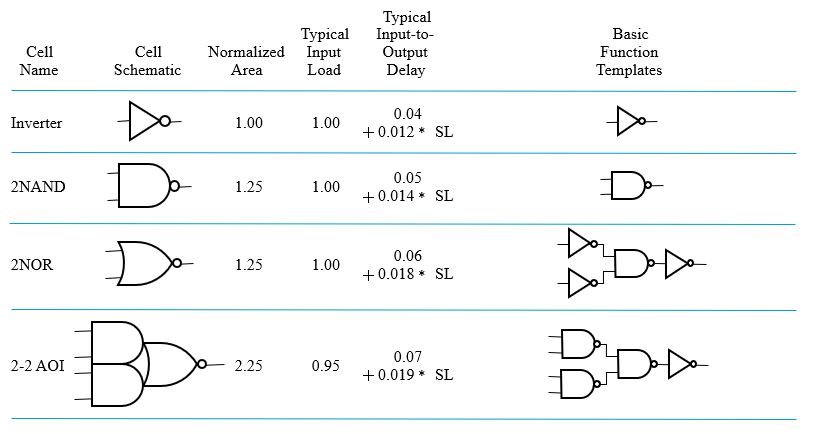 Cell Name
Cell Schematic
Normalized Area
Typical Input Load
Typical Input-to-Output Delay
Basic Function Templates
Inverter
1.00
1.00
0.04
+ 0.012 * SL
2NAND
1.25
1.00
0.05
+ 0.014 * SL
2NOR
1.25
1.00
0.06
+ 0.018 * SL
2-2 AOI
2.25
0.95
0.07
+ 0.019 * SL